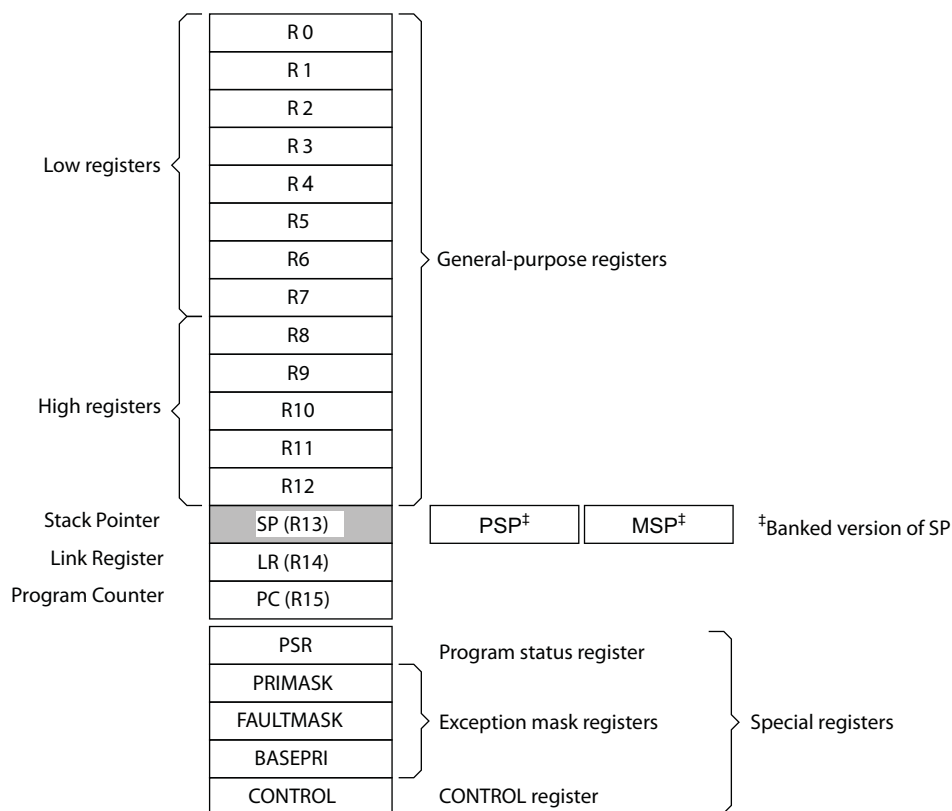 R 0
R 1
R 2
R 3
Low registers
R 4
R5
R6
General-purpose registers
R7
R8
R9
High registers
R10
R11
R12
Stack Pointer SP (R13) PSP‡ MSP‡ ‡Banked version of SP
Link Register LR (R14)
Program Counter PC (R15)
PSR Program status register
PRIMASK
FAULTMASK Exception mask registers Special registers
BASEPRI
CONTROL CONTROL register